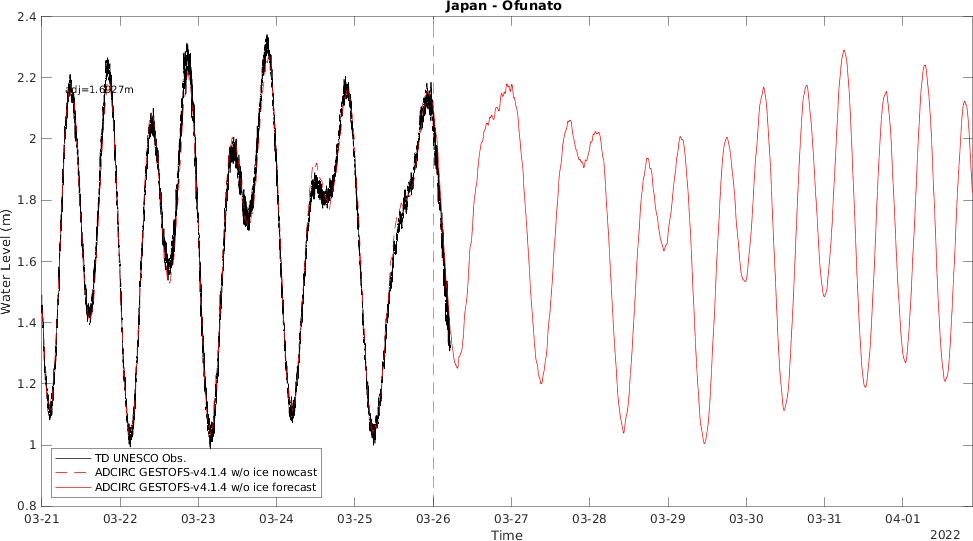 Japan - Ofunato
2.4
2.2
2
1.8
1.6
1.4
1.2
1
0.8
Water Level (m)
adj=1.6927m
TD UNESCO Obs.
ADCIRC GESTOFS-v4.1.4 w/o ice nowcast
ADCIRC GESTOFS-v4.1.4 w/o ice forecast
03-21 03-22 03-23 03-24 03-25 03-26 03-27 03-28 03-29 03-30 03-31 04-01
Time
2022